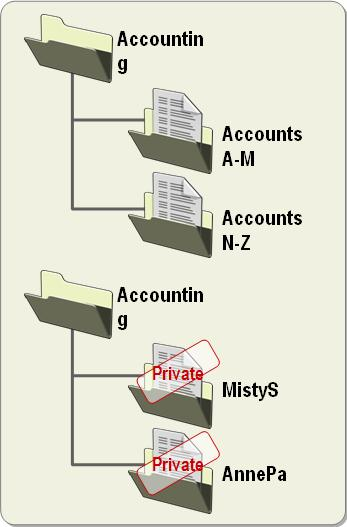 Accountin
g
Accounts
A-M
Accounts
N-Z
Accountin
g
Private
MistyS
Private
AnnePa